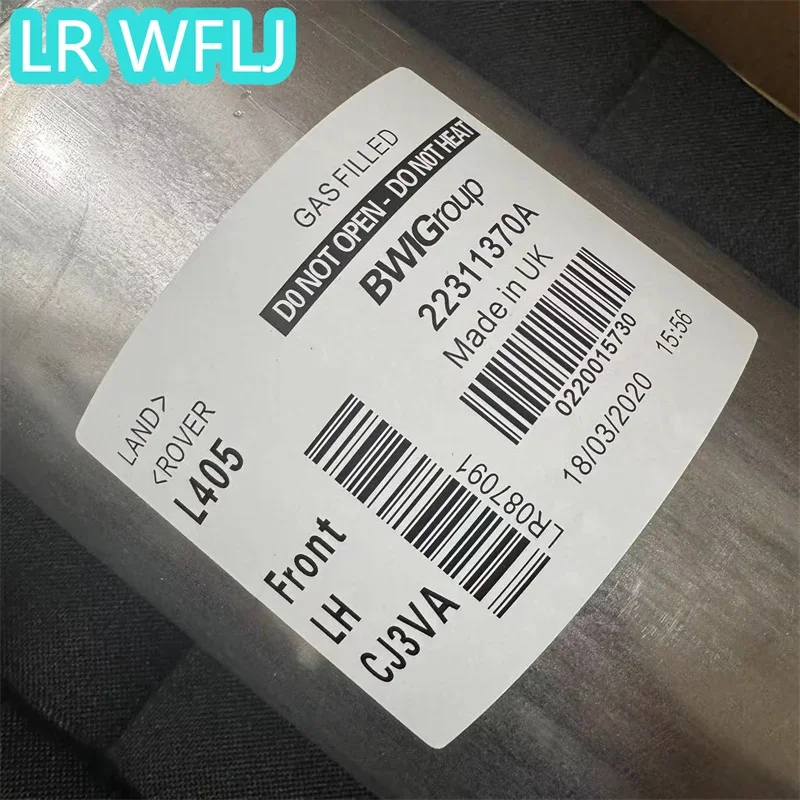 LR WFLJ
GAS FILLED
DO NOT OPEN - DO NOT HEAT
BWIGroup
22311370A
Made in UK
0220015730
18/03/2020 15:56
LAND>
<ROVER
L405
LR087091
Front
LH
CJ3VA